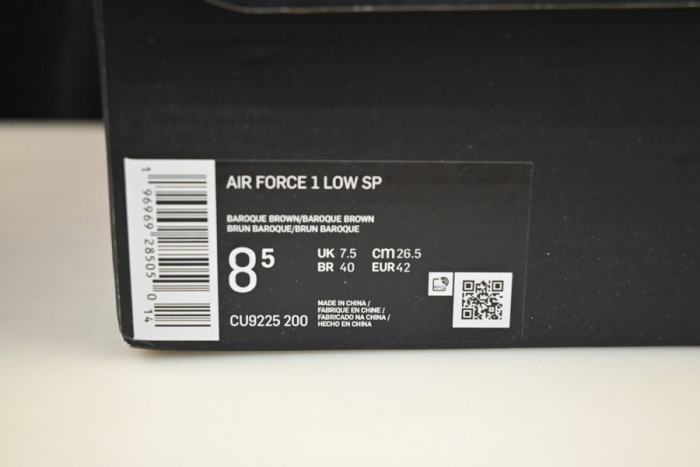 AIR FORCE 1 LOW SP
BAROQUE BROWN/BAROQUE BROWN
BRUN BAROQUE/BRUN BAROQUE
8⁵
UK 7.5 cm 26.5
BR 40 EUR 42
CU9225 200
MADE IN CHINA /
FABRIQUE EN CHINE /
FABRICADO NA CHINA /
HECHO EN CHINA
1 96969 28505 0 14